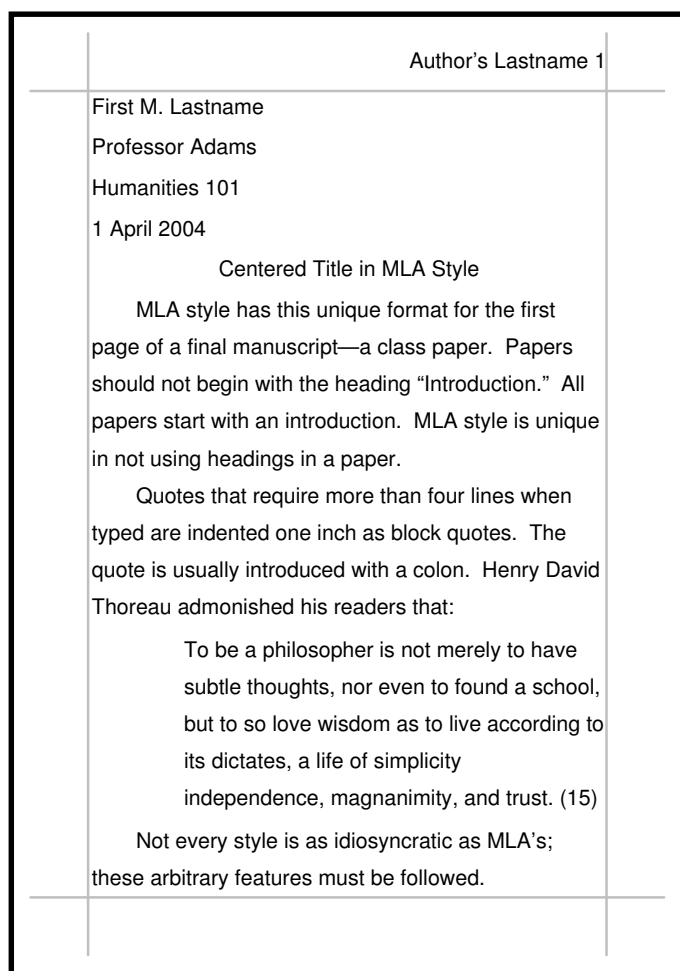 Author’s Lastname 1
First M. Lastname
Professor Adams
Humanities 101
1 April 2004
Centered Title in MLA Style
MLA style has this unique format for the first
page of a final manuscript—a class paper.  Papers
should not begin with the heading “Introduction.”  All
papers start with an introduction.  MLA style is unique
in not using headings in a paper.
Quotes that require more than four lines when
typed are indented one inch as block quotes.  The
quote is usually introduced with a colon.  Henry David
Thoreau admonished his readers that:
To be a philosopher is not merely to have
subtle thoughts, nor even to found a school,
but to so love wisdom as to live according to
its dictates, a life of simplicity
independence, magnanimity, and trust. (15)
Not every style is as idiosyncratic as MLA’s;
these arbitrary features must be followed.